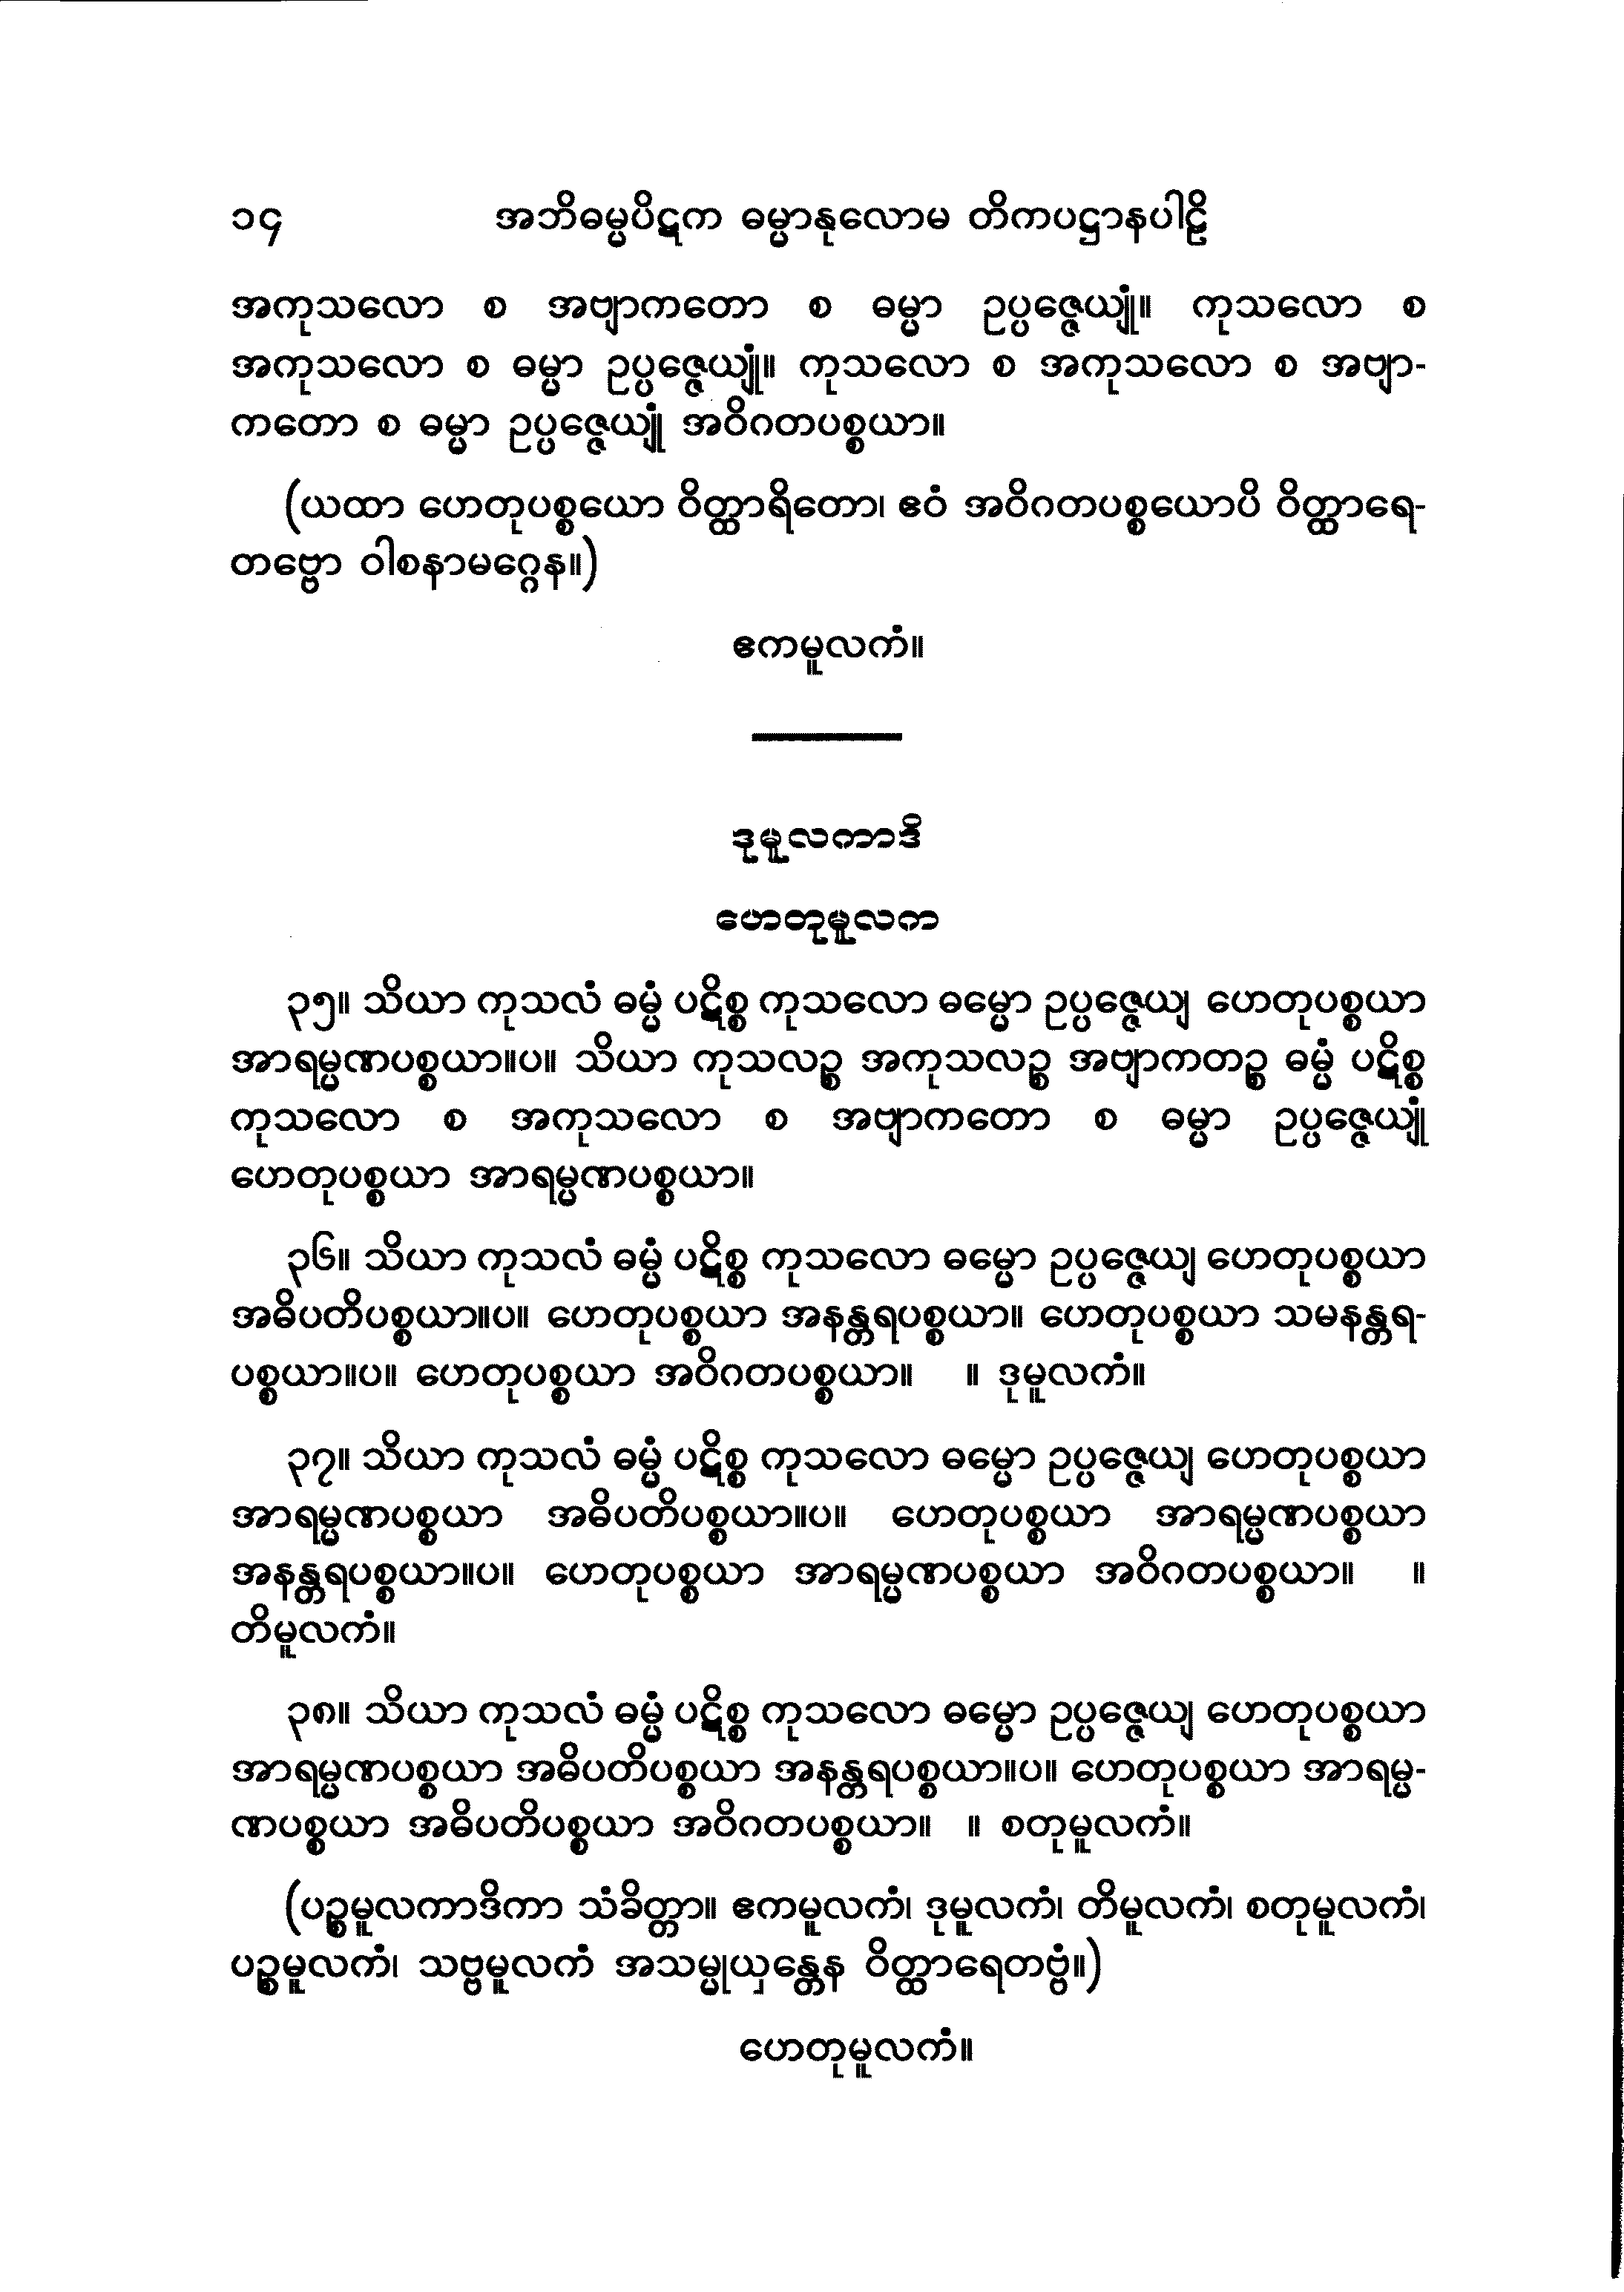 ၁၄ အဘိဓမ္မပိဋက ဓမ္မာနုလောမ တိကပဋ္ဌာနပါဠိ
အကုသလော စ အဗျာကတော စ ဓမ္မာ ဥပ္ပဇ္ဇေယျုံ။ ကုသလော စ
အကုသလော စ ဓမ္မာ ဥပ္ပဇ္ဇေယျုံ။ ကုသလော စ အကုသလော စ အဗျာ-
ကတော စ ဓမ္မာ ဥပ္ပဇ္ဇေယျုံ အဝိဂတပစ္စယာ။
(ယထာ ဟေတုပစ္စယော ဝိတ္ထာရိတော၊ ဧဝံ အဝိဂတပစ္စယောပိ ဝိတ္ထာရေ-
တဗ္ဗော ဝါစနာမဂ္ဂေန။)
ဧကမူလကံ။
ဒုမူလကာဒိ
ဟေတုမူလက
၃၅။ သိယာ ကုသလံ ဓမ္မံ ပဋိစ္စ ကုသလော ဓမ္မော ဥပ္ပဇ္ဇေယျ ဟေတုပစ္စယာ
အာရမ္မဏပစ္စယာ။ပ။ သိယာ ကုသလဉ္စ အကုသလဉ္စ အဗျာကတဉ္စ ဓမ္မံ ပဋိစ္စ
ကုသလော စ အကုသလော စ အဗျာကတော စ ဓမ္မာ ဥပ္ပဇ္ဇေယျုံ
ဟေတုပစ္စယာ အာရမ္မဏပစ္စယာ။
၃၆။ သိယာ ကုသလံ ဓမ္မံ ပဋိစ္စ ကုသလော ဓမ္မော ဥပ္ပဇ္ဇေယျ ဟေတုပစ္စယာ
အဓိပတိပစ္စယာ။ပ။ ဟေတုပစ္စယာ အနန္တရပစ္စယာ။ ဟေတုပစ္စယာ သမနန္တရ-
ပစ္စယာ။ပ။ ဟေတုပစ္စယာ အဝိဂတပစ္စယာ။ ။ ဒုမူလကံ။
၃၇။ သိယာ ကုသလံ ဓမ္မံ ပဋိစ္စ ကုသလော ဓမ္မော ဥပ္ပဇ္ဇေယျ ဟေတုပစ္စယာ
အာရမ္မဏပစ္စယာ အဓိပတိပစ္စယာ။ပ။ ဟေတုပစ္စယာ အာရမ္မဏပစ္စယာ
အနန္တရပစ္စယာ။ပ။ ဟေတုပစ္စယာ အာရမ္မဏပစ္စယာ အဝိဂတပစ္စယာ။ ။
တိမူလကံ။
၃၈။ သိယာ ကုသလံ ဓမ္မံ ပဋိစ္စ ကုသလော ဓမ္မော ဥပ္ပဇ္ဇေယျ ဟေတုပစ္စယာ
အာရမ္မဏပစ္စယာ အဓိပတိပစ္စယာ အနန္တရပစ္စယာ။ပ။ ဟေတုပစ္စယာ အာရမ္မ-
ဏပစ္စယာ အဓိပတိပစ္စယာ အဝိဂတပစ္စယာ။ ။ စတုမူလကံ။
(ပဉ္စမူလကာဒိကာ သံခိတ္တာ။ ဧကမူလကံ၊ ဒုမူလကံ၊ တိမူလကံ၊ စတုမူလကံ၊
ပဉ္စမူလကံ၊ သဗ္ဗမူလကံ အသမ္မုယှန္တေန ဝိတ္ထာရေတဗ္ဗံ။)
ဟေတုမူလကံ။